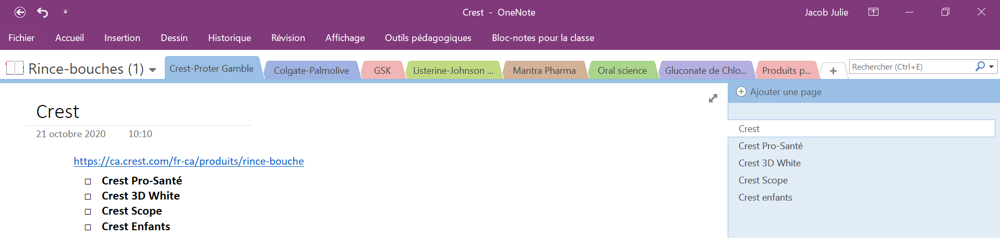 Crest - OneNote
Jacob Julie
Fichier Accueil Insertion Dessin Historique Révision Affichage Outils pédagogiques Bloc-notes pour la classe
Rince-bouches (1) Crest-Proter Gamble Colgate-Palmolive GSK Listerine-Johnson ... Mantra Pharma Oral science Gluconate de Chlo... Produits p... + Rechercher (Ctrl+E)
Crest
21 octobre 2020 10:10
https://ca.crest.com/fr-ca/produits/rince-bouche
Crest Pro-Santé
Crest 3D White
Crest Scope
Crest Enfants
Ajouter une page
Crest
Crest Pro-Santé
Crest 3D White
Crest Scope
Crest enfants